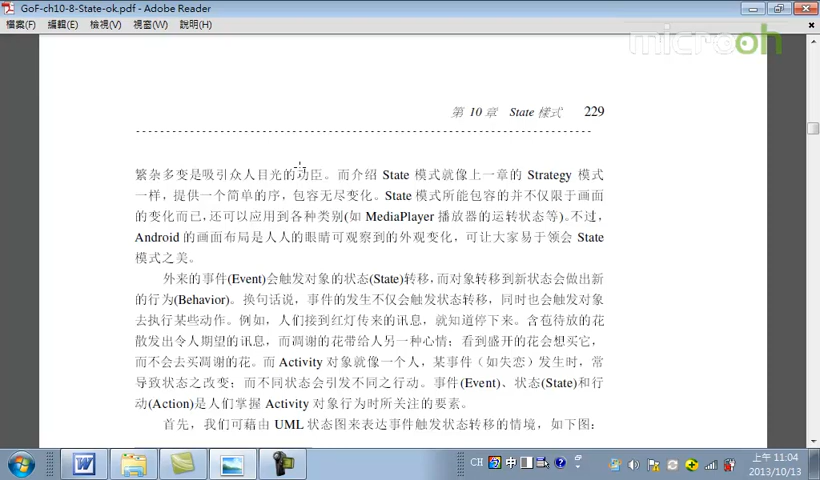 GoF-ch10-8-State-ok.pdf - Adobe Reader
檔案(F) 編輯(E) 檢視(V) 視窗(W) 說明(H)
microoh
第 10 章 State 樣式 229
繁杂多变是吸引众人目光的功臣。而介绍 State 模式就像上一章的 Strategy 模式
一样，提供一个简单的序，包容无尽变化。State 模式所能包容的并不仅限于画面
的变化而已，还可以应用到各种类别(如 MediaPlayer 播放器的运转状态等)。不过，
Android 的画面布局是人人的眼睛可观察到的外观变化，可让大家易于领会 State
模式之美。
外来的事件(Event)会触发对象的状态(State)转移，而对象转移到新状态会做出新
的行为(Behavior)。换句话说，事件的发生不仅会触发状态转移，同时也会触发对象
去执行某些动作。例如，人们接到红灯传来的讯息，就知道停下来。含苞待放的花
散发出令人期望的讯息，而凋谢的花带给人另一种心情；看到盛开的花会想买它，
而不会去买凋谢的花。而 Activity 对象就像一个人，某事件（如失恋）发生时，常
导致状态之改变；而不同状态会引发不同之行动。事件(Event)、状态(State)和行
动(Action)是人们掌握 Activity 对象行为时所关注的要素。
首先，我们可藉由 UML 状态图来表达事件触发状态转移的情境，如下图：
CH 中
上午 11:04
2013/10/13